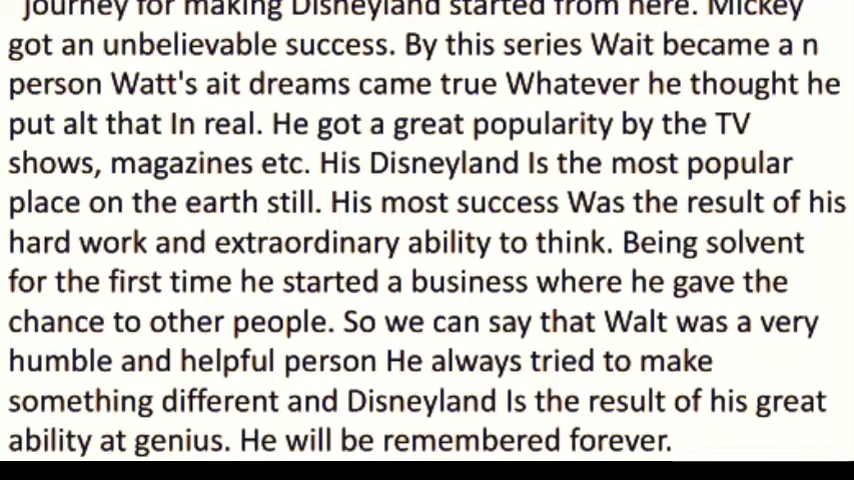 journey for making Disneyland started from here. Mickey
got an unbelievable success. By this series Wait became a n
person Watt's ait dreams came true Whatever he thought he
put alt that In real. He got a great popularity by the TV
shows, magazines etc. His Disneyland Is the most popular
place on the earth still. His most success Was the result of his
hard work and extraordinary ability to think. Being solvent
for the first time he started a business where he gave the
chance to other people. So we can say that Walt was a very
humble and helpful person He always tried to make
something different and Disneyland Is the result of his great
ability at genius. He will be remembered forever.